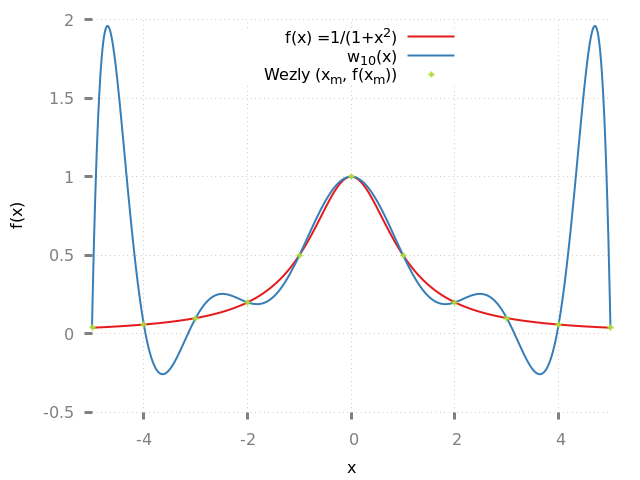 2
f(x) =1/(1+x²)
w₁₀(x)
Wezly (xₘ, f(xₘ))
1.5
1
f(x)
0.5
0
-0.5
-4 -2 0 2 4
x